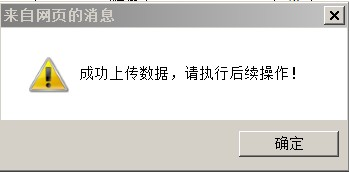 来自网页的消息
成功上传数据，请执行后续操作！
确定